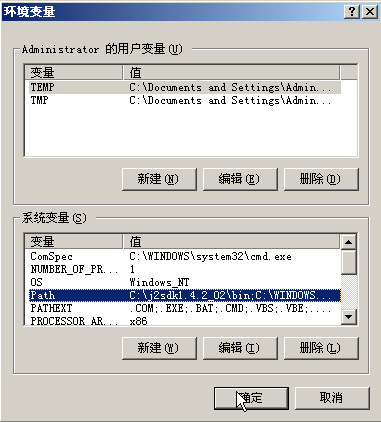 环境变量
Administrator 的用户变量(U)
变量 值
TEMP C:\Documents and Settings\Admin...
TMP C:\Documents and Settings\Admin...
新建(N) 编辑(E) 删除(D)
系统变量(S)
变量 值
ComSpec C:\WINDOWS\system32\cmd.exe
NUMBER_OF_PR... 1
OS Windows_NT
Path C:\j2sdk1.4.2_02\bin;C:\WINDOWS...
PATHEXT .COM;.EXE;.BAT;.CMD;.VBS;.VBE;....
PROCESSOR_AR... x86
新建(W) 编辑(I) 删除(L)
确定 取消